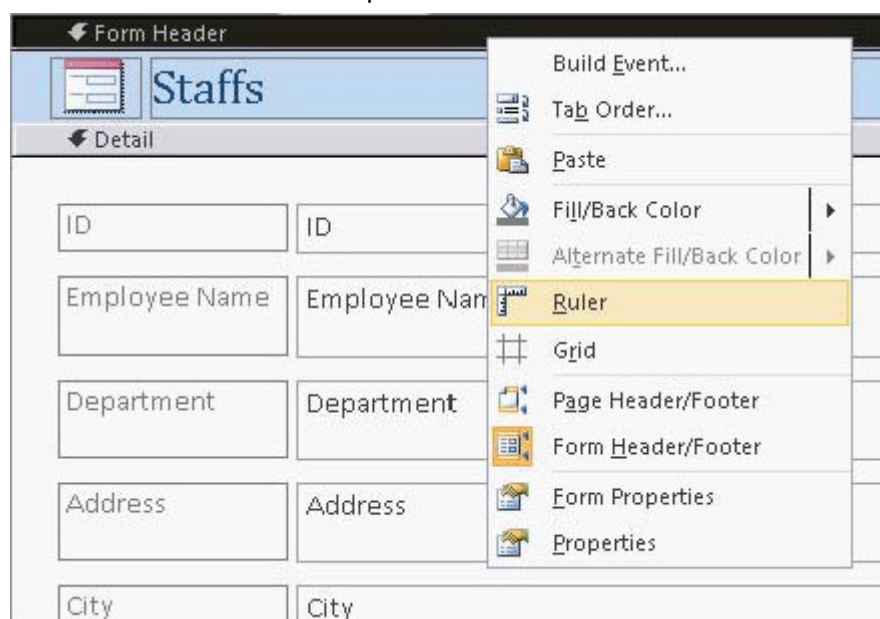 Form Header
Staffs
Detail
ID ID
Employee Name Employee Nam
Department Department
Address Address
City City
Build Event...
Tab Order...
Paste
Fill/Back Color
Alternate Fill/Back Color
Ruler
Grid
Page Header/Footer
Form Header/Footer
Form Properties
Properties